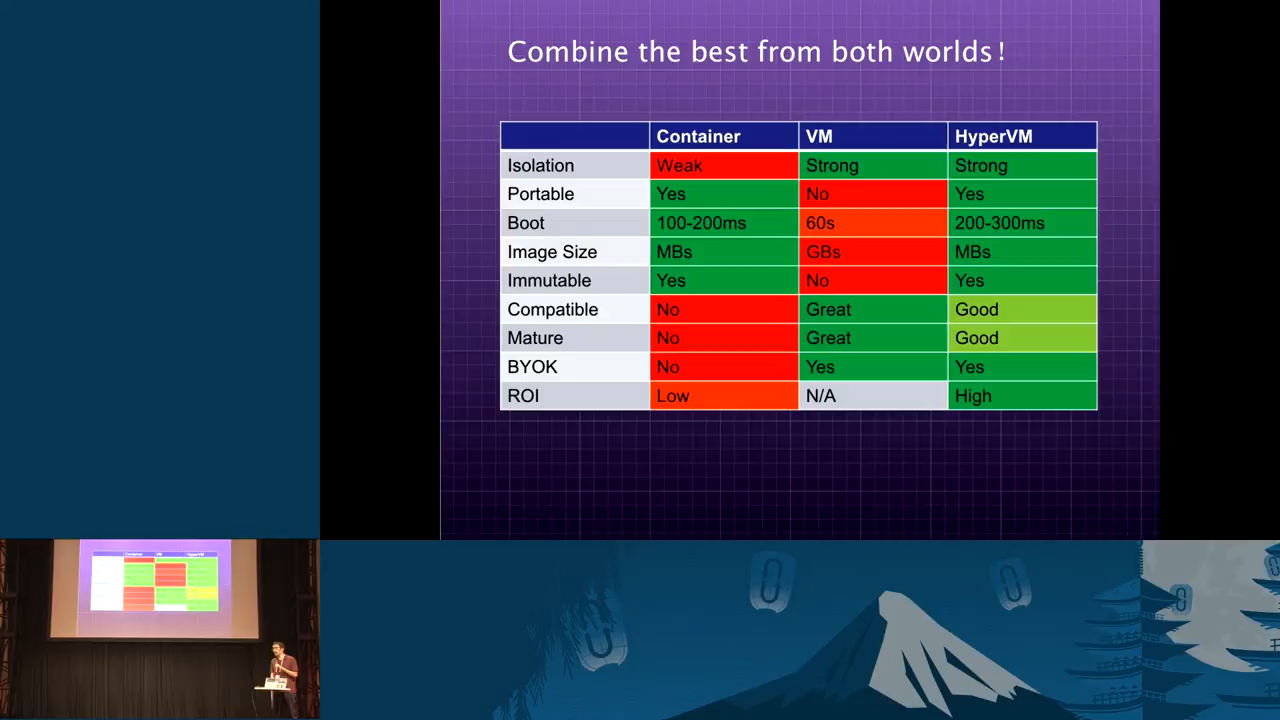 Combine the best from both worlds!
Container VM HyperVM
Isolation Weak Strong Strong
Portable Yes No Yes
Boot 100-200ms 60s 200-300ms
Image Size MBs GBs MBs
Immutable Yes No Yes
Compatible No Great Good
Mature No Great Good
BYOK No Yes Yes
ROI Low N/A High